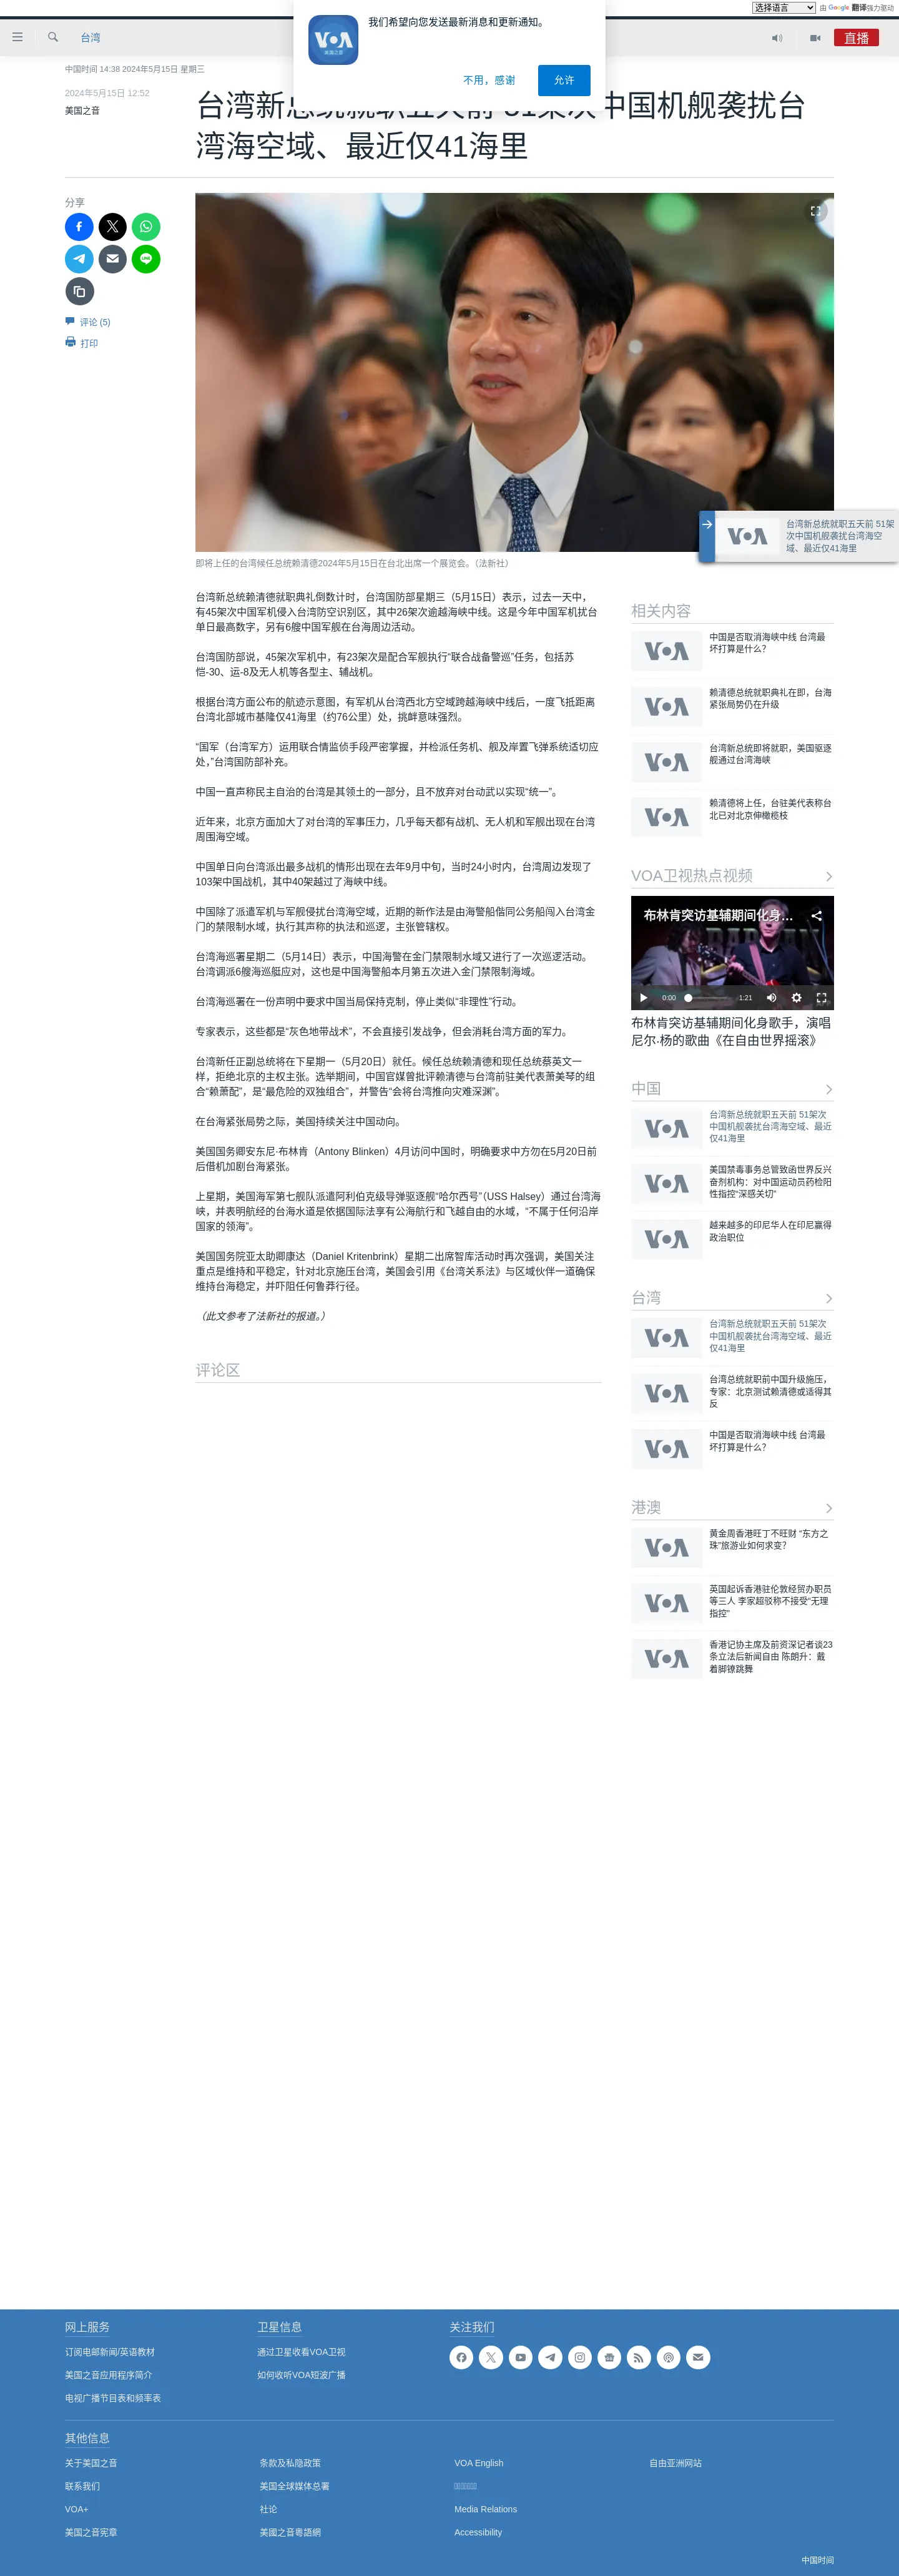 选择语言
由 Google 翻译强力驱动
我们希望向您发送最新消息和更新通知。
不用，感谢
允许
VOA
美国之音
台湾
直播
中国时间 14:38 2024年5月15日 星期三
2024年5月15日 12:52
美国之音
台湾新总统就职五天前 51架次中国机舰袭扰台
湾海空域、最近仅41海里
分享
评论 (5)
打印
台湾新总统就职五天前 51架
次中国机舰袭扰台湾海空
域、最近仅41海里
即将上任的台湾候任总统赖清德2024年5月15日在台北出席一个展览会。（法新社）
台湾新总统赖清德就职典礼倒数计时，台湾国防部星期三（5月15日）表示，过去一天中，
有45架次中国军机侵入台湾防空识别区，其中26架次逾越海峡中线。这是今年中国军机扰台
单日最高数字，另有6艘中国军舰在台海周边活动。
台湾国防部说，45架次军机中，有23架次是配合军舰执行“联合战备警巡”任务，包括苏
恺-30、运-8及无人机等各型主、辅战机。
根据台湾方面公布的航迹示意图，有军机从台湾西北方空域跨越海峡中线后，一度飞抵距离
台湾北部城市基隆仅41海里（约76公里）处，挑衅意味强烈。
“国军（台湾军方）运用联合情监侦手段严密掌握，并检派任务机、舰及岸置飞弹系统适切应
处，”台湾国防部补充。
中国一直声称民主自治的台湾是其领土的一部分，且不放弃对台动武以实现“统一”。
近年来，北京方面加大了对台湾的军事压力，几乎每天都有战机、无人机和军舰出现在台湾
周围海空域。
中国单日向台湾派出最多战机的情形出现在去年9月中旬，当时24小时内，台湾周边发现了
103架中国战机，其中40架越过了海峡中线。
中国除了派遣军机与军舰侵扰台湾海空域，近期的新作法是由海警船偕同公务船闯入台湾金
门的禁限制水域，执行其声称的执法和巡逻，主张管辖权。
台湾海巡署星期二（5月14日）表示，中国海警在金门禁限制水域又进行了一次巡逻活动。
台湾调派6艘海巡艇应对，这也是中国海警船本月第五次进入金门禁限制海域。
台湾海巡署在一份声明中要求中国当局保持克制，停止类似“非理性”行动。
专家表示，这些都是“灰色地带战术”，不会直接引发战争，但会消耗台湾方面的军力。
台湾新任正副总统将在下星期一（5月20日）就任。候任总统赖清德和现任总统蔡英文一
样，拒绝北京的主权主张。选举期间，中国官媒曾批评赖清德与台湾前驻美代表萧美琴的组
合“赖萧配”，是“最危险的双独组合”，并警告“会将台湾推向灾难深渊”。
在台海紧张局势之际，美国持续关注中国动向。
美国国务卿安东尼·布林肯（Antony Blinken）4月访问中国时，明确要求中方勿在5月20日前
后借机加剧台海紧张。
上星期，美国海军第七舰队派遣阿利伯克级导弹驱逐舰“哈尔西号”（USS Halsey）通过台湾海
峡，并表明航经的台海水道是依据国际法享有公海航行和飞越自由的水域，“不属于任何沿岸
国家的领海”。
美国国务院亚太助卿康达（Daniel Kritenbrink）星期二出席智库活动时再次强调，美国关注
重点是维持和平稳定，针对北京施压台湾，美国会引用《台湾关系法》与区域伙伴一道确保
维持台海稳定，并吓阻任何鲁莽行径。
（此文参考了法新社的报道。）
评论区
相关内容
中国是否取消海峡中线 台湾最
坏打算是什么？
赖清德总统就职典礼在即，台海
紧张局势仍在升级
台湾新总统即将就职，美国驱逐
舰通过台湾海峡
赖清德将上任，台驻美代表称台
北已对北京伸橄榄枝
VOA卫视热点视频
布林肯突访基辅期间化身...
0:00
1:21
布林肯突访基辅期间化身歌手，演唱
尼尔·杨的歌曲《在自由世界摇滚》
中国
台湾新总统就职五天前 51架次
中国机舰袭扰台湾海空域、最近
仅41海里
美国禁毒事务总管致函世界反兴
奋剂机构：对中国运动员药检阳
性指控“深感关切”
越来越多的印尼华人在印尼赢得
政治职位
台湾
台湾新总统就职五天前 51架次
中国机舰袭扰台湾海空域、最近
仅41海里
台湾总统就职前中国升级施压，
专家：北京测试赖清德或适得其
反
中国是否取消海峡中线 台湾最
坏打算是什么？
港澳
黄金周香港旺丁不旺财 “东方之
珠”旅游业如何求变？
英国起诉香港驻伦敦经贸办职员
等三人 李家超驳称不接受“无理
指控”
香港记协主席及前资深记者谈23
条立法后新闻自由 陈朗升：戴
着脚镣跳舞
网上服务
订阅电邮新闻/英语教材
美国之音应用程序简介
电视广播节目表和频率表
卫星信息
通过卫星收看VOA卫视
如何收听VOA短波广播
关注我们
其他信息
关于美国之音
联系我们
VOA+
美国之音宪章
条款及私隐政策
美国全球媒体总署
社论
美國之音粵語網
VOA English
Media Relations
Accessibility
自由亚洲网站
中国时间